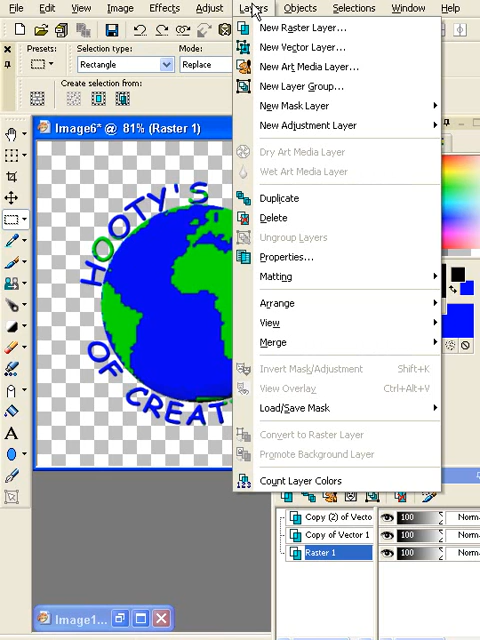 File Edit View Image Effects Adjust Layers Objects Selections Window Help
Presets: Selection type: Mode:
Rectangle Replace
Create selection from:
Image6* @ 81% (Raster 1)
HOOTY'S
OF CREAT
New Raster Layer...
New Vector Layer...
New Art Media Layer...
New Layer Group...
New Mask Layer
New Adjustment Layer
Dry Art Media Layer
Wet Art Media Layer
Duplicate
Delete
Ungroup Layers
Properties...
Matting
Arrange
View
Merge
Invert Mask/Adjustment Shift+K
View Overlay Ctrl+Alt+V
Load/Save Mask
Convert to Raster Layer
Promote Background Layer
Count Layer Colors
Copy (2) of Vecto 100 Norm
Copy of Vector 1 100 Norm
Raster 1 100 Norm
Image1...
A